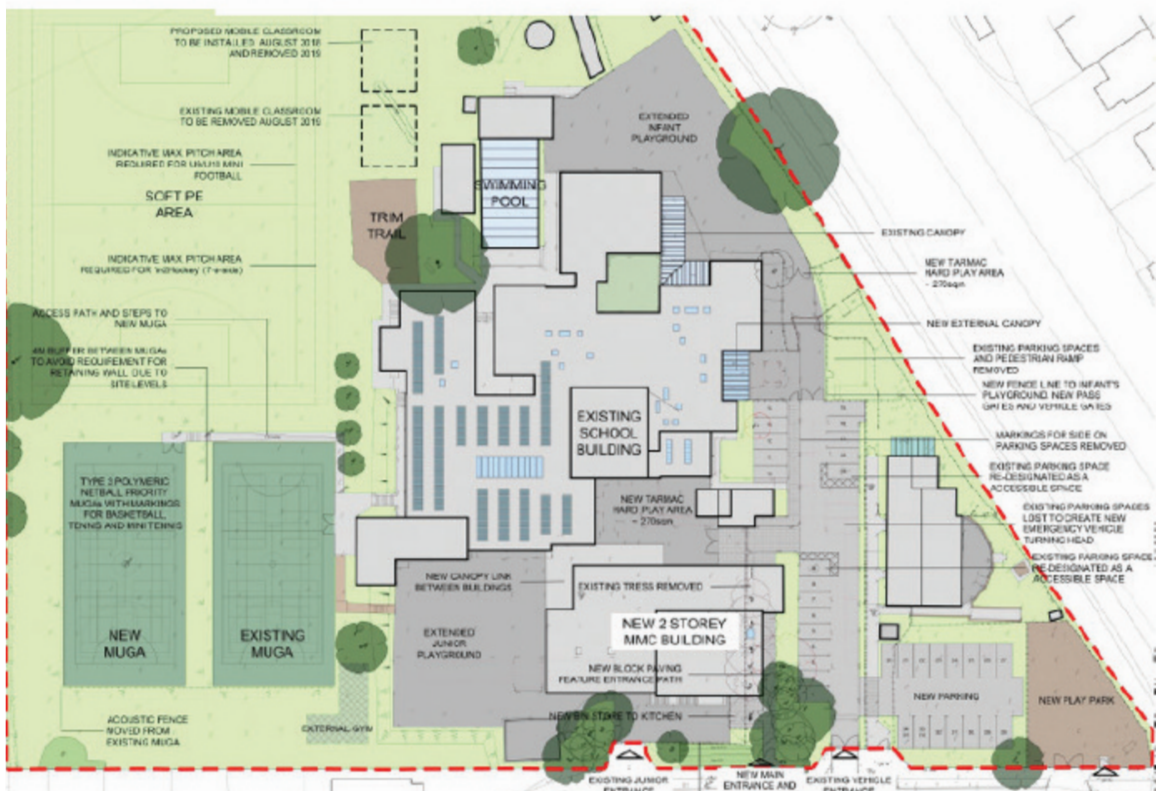 PROPOSED MOBILE CLASSROOM
TO BE INSTALLED AUGUST 2018
AND REMOVED 2019
EXISTING MOBILE CLASSROOM
TO BE REMOVED AUGUST 2019
INDICATIVE MAX PITCH AREA
REQUIRED FOR MINI
FOOTBALL
SOFT PE
AREA
INDICATIVE MAX PITCH AREA
REQUIRED FOR
ACCESS PATH AND STEPS TO
NEW MUGA
4M BUFFER BETWEEN MUGAs
TO AVOID REQUIREMENT FOR
RETAINING WALL DUE TO
SITE LEVELS
TYPE 3 POLYMERIC
NETBALL PRIORITY
MUGAs WITH MARKINGS
FOR BASKETBALL,
TENNIS AND MINI TENNIS
NEW
MUGA
EXISTING
MUGA
ACOUSTIC FENCE
MOVED FROM
EXISTING MUGA
EXTERNAL GYM
TRIM
TRAIL
SWIMMING
POOL
EXTENDED
INFANT
PLAYGROUND
EXISTING CANOPY
NEW TARMAC
HARD PLAY AREA
- 270sqm
NEW EXTERNAL CANOPY
EXISTING PARKING SPACES
AND PEDESTRIAN RAMP
REMOVED
NEW FENCE LINE TO INFANT'S
PLAYGROUND. NEW PASS
GATES AND VEHICLE GATES
MARKINGS FOR SIDE ON
PARKING SPACES REMOVED
EXISTING PARKING SPACE
RE-DESIGNATED AS A
ACCESSIBLE SPACE
EXISTING PARKING SPACES
LOST TO CREATE NEW
EMERGENCY VEHICLE
TURNING HEAD
EXISTING PARKING SPACE
RE-DESIGNATED AS A
ACCESSIBLE SPACE
EXISTING
SCHOOL
BUILDING
NEW TARMAC
HARD PLAY AREA
- 270sqm
NEW CANOPY LINK
BETWEEN BUILDINGS
EXISTING TRESS REMOVED
NEW 2 STOREY
MMC BUILDING
EXTENDED
JUNIOR
PLAYGROUND
NEW BLOCK PAVING
FEATURE ENTRANCE PATH
NEW BIN STORE TO KITCHEN
NEW PARKING
NEW PLAY PARK
EXISTING JUNIOR
ENTRANCE
NEW MAIN
ENTRANCE AND
EXISTING VEHICLE
ENTRANCE